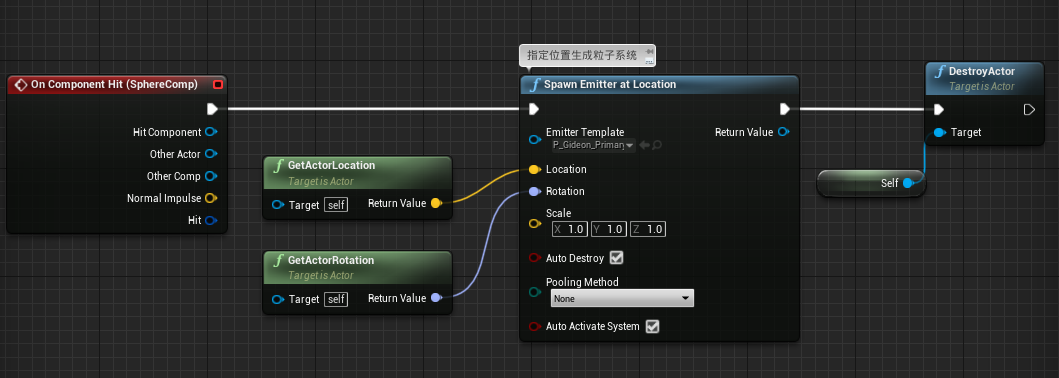 指定位置生成粒子系统
On Component Hit (SphereComp)
Hit Component
Other Actor
Other Comp
Normal Impulse
Hit
f GetActorLocation
Target is Actor
Target self
Return Value
f GetActorRotation
Target is Actor
Target self
Return Value
f Spawn Emitter at Location
Emitter Template
P_Gideon_Primar
Return Value
Location
Rotation
Scale
X 1.0 Y 1.0 Z 1.0
Auto Destroy
Pooling Method
None
Auto Activate System
Self
f DestroyActor
Target is Actor
Target